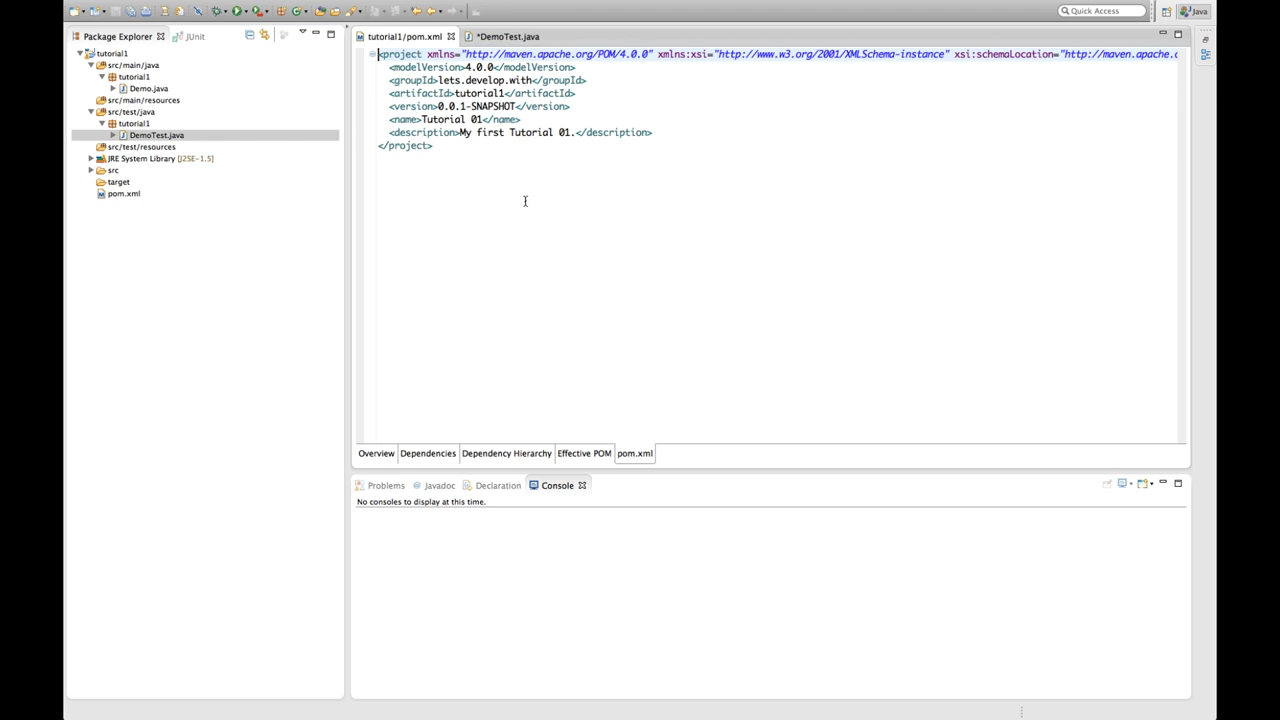 Quick Access
Java
Package Explorer
JUnit
tutorial1
src/main/java
tutorial1
Demo.java
src/main/resources
src/test/java
tutorial1
DemoTest.java
src/test/resources
JRE System Library [J2SE-1.5]
src
target
pom.xml
tutorial1/pom.xml
*DemoTest.java
<project xmlns="http://maven.apache.org/POM/4.0.0" xmlns:xsi="http://www.w3.org/2001/XMLSchema-instance" xsi:schemaLocation="http://maven.apache.
<modelVersion>4.0.0</modelVersion>
<groupId>lets.develop.with</groupId>
<artifactId>tutorial1</artifactId>
<version>0.0.1-SNAPSHOT</version>
<name>Tutorial 01</name>
<description>My first Tutorial 01.</description>
</project>
Overview
Dependencies
Dependency Hierarchy
Effective POM
pom.xml
Problems
Javadoc
Declaration
Console
No consoles to display at this time.